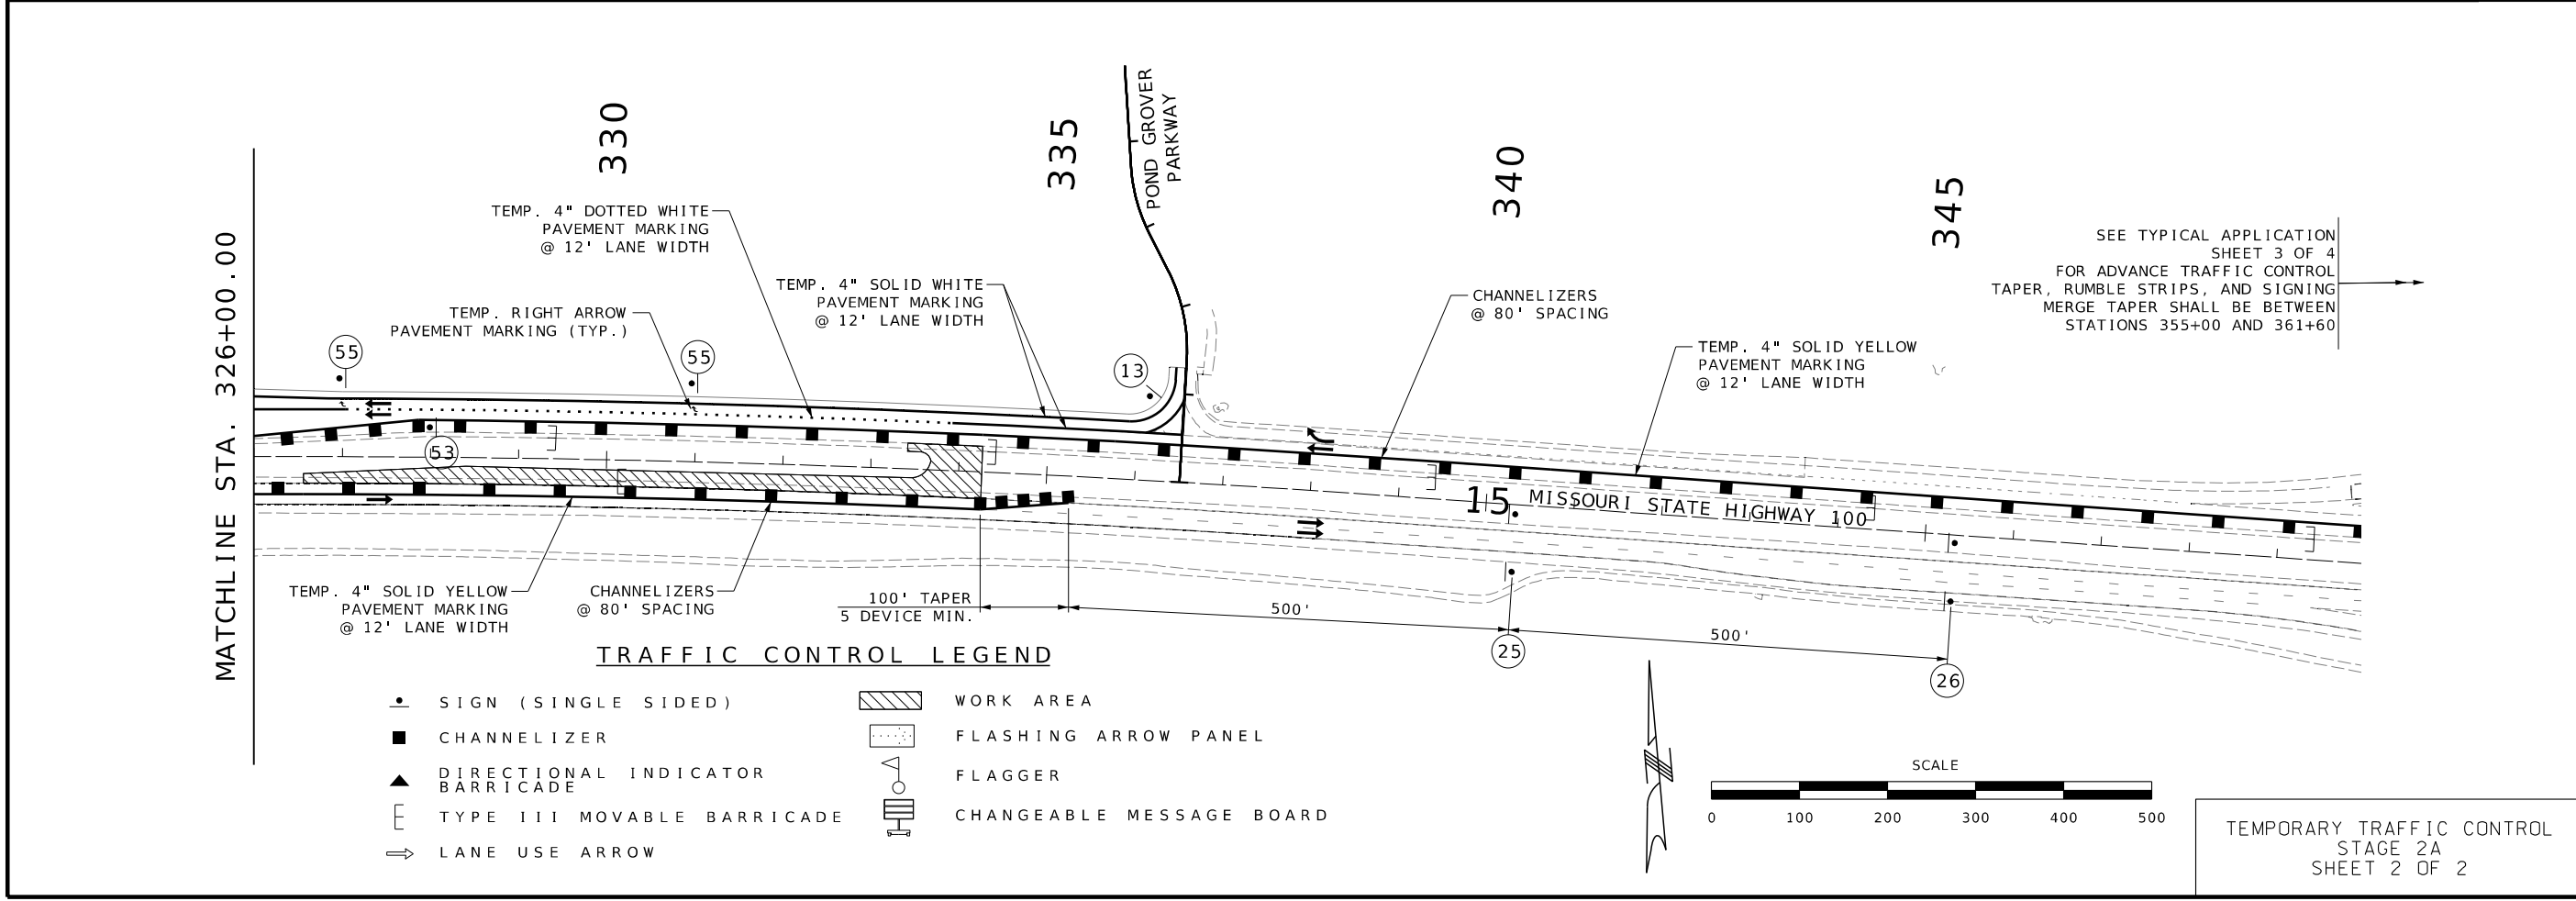 330
335
340
345
POND GROVER
PARKWAY
MATCHLINE STA. 326+00.00
TEMP. 4" DOTTED WHITE
PAVEMENT MARKING
@ 12' LANE WIDTH
TEMP. 4" SOLID WHITE
PAVEMENT MARKING
@ 12' LANE WIDTH
TEMP. RIGHT ARROW
PAVEMENT MARKING (TYP.)
55
55
13
53
CHANNELIZERS
@ 80' SPACING
TEMP. 4" SOLID YELLOW
PAVEMENT MARKING
@ 12' LANE WIDTH
SEE TYPICAL APPLICATION
SHEET 3 OF 4
FOR ADVANCE TRAFFIC CONTROL
TAPER, RUMBLE STRIPS, AND SIGNING
MERGE TAPER SHALL BE BETWEEN
STATIONS 355+00 AND 361+60
15.
MISSOURI STATE HIGHWAY 100
TEMP. 4" SOLID YELLOW
PAVEMENT MARKING
@ 12' LANE WIDTH
CHANNELIZERS
@ 80' SPACING
100' TAPER
5 DEVICE MIN.
500'
500'
25
26
TRAFFIC CONTROL LEGEND
SIGN (SINGLE SIDED)
CHANNELIZER
DIRECTIONAL INDICATOR
BARRICADE
TYPE III MOVABLE BARRICADE
LANE USE ARROW
WORK AREA
FLASHING ARROW PANEL
FLAGGER
CHANGEABLE MESSAGE BOARD
SCALE
0 100 200 300 400 500
TEMPORARY TRAFFIC CONTROL
STAGE 2A
SHEET 2 OF 2